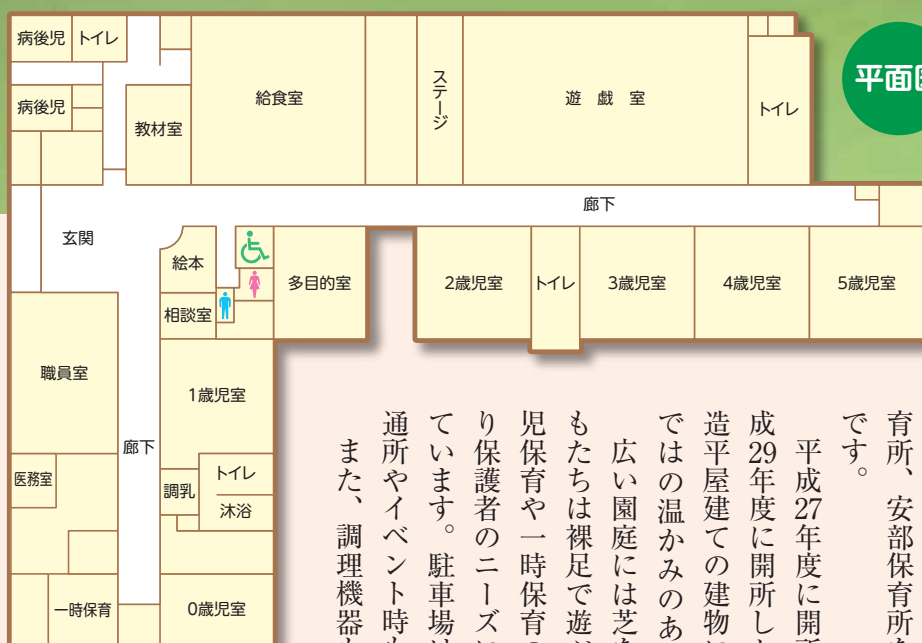 平面図
病後児
トイレ
病後児
教材室
給食室
ステージ
遊戯室
トイレ
廊下
玄関
絵本
相談室
多目的室
2歳児室
トイレ
3歳児室
4歳児室
5歳児室
職員室
1歳児室
廊下
医務室
調乳
トイレ
沐浴
一時保育
0歳児室
育所、安部保育所
です。
平成27年度に開所
成29年度に開所し
造平屋建ての建物に
ではの温かみのあ
広い園庭には芝
もたちは裸足で遊
児保育や一時保育の
り保護者のニーズに
ています。駐車場は
通所やイベント時
また、調理機器